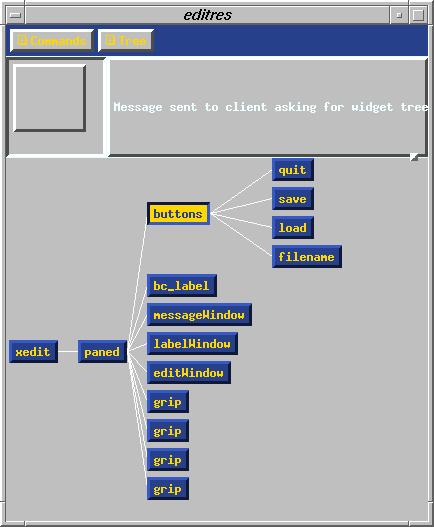 editres
Commands Tree
Message sent to client asking for widget tree
quit
buttons
save
load
filename
bc_label
messageWindow
xedit paned labelWindow
editWindow
grip
grip
grip
grip